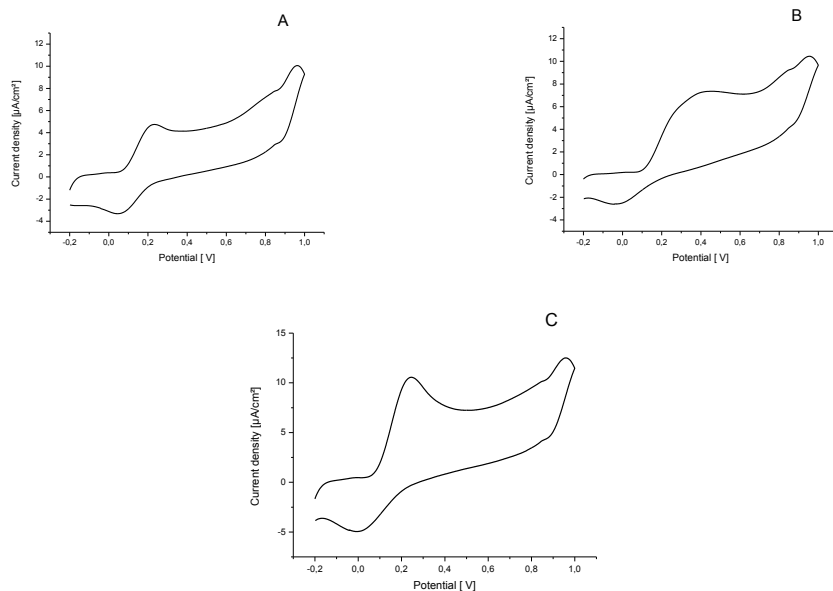 A
12
10
8
6
4
2
0
-2
-4
Current density [µA/cm²]
-0,2 0,0 0,2 0,4 0,6 0,8 1,0
Potential [ V]
B
12
10
8
6
4
2
0
-2
-4
Current density [µA/cm²]
-0,2 0,0 0,2 0,4 0,6 0,8 1,0
Potential [ V]
C
15
10
5
0
-5
Current density [µA/cm²]
-0,2 0,0 0,2 0,4 0,6 0,8 1,0
Potential [ V]